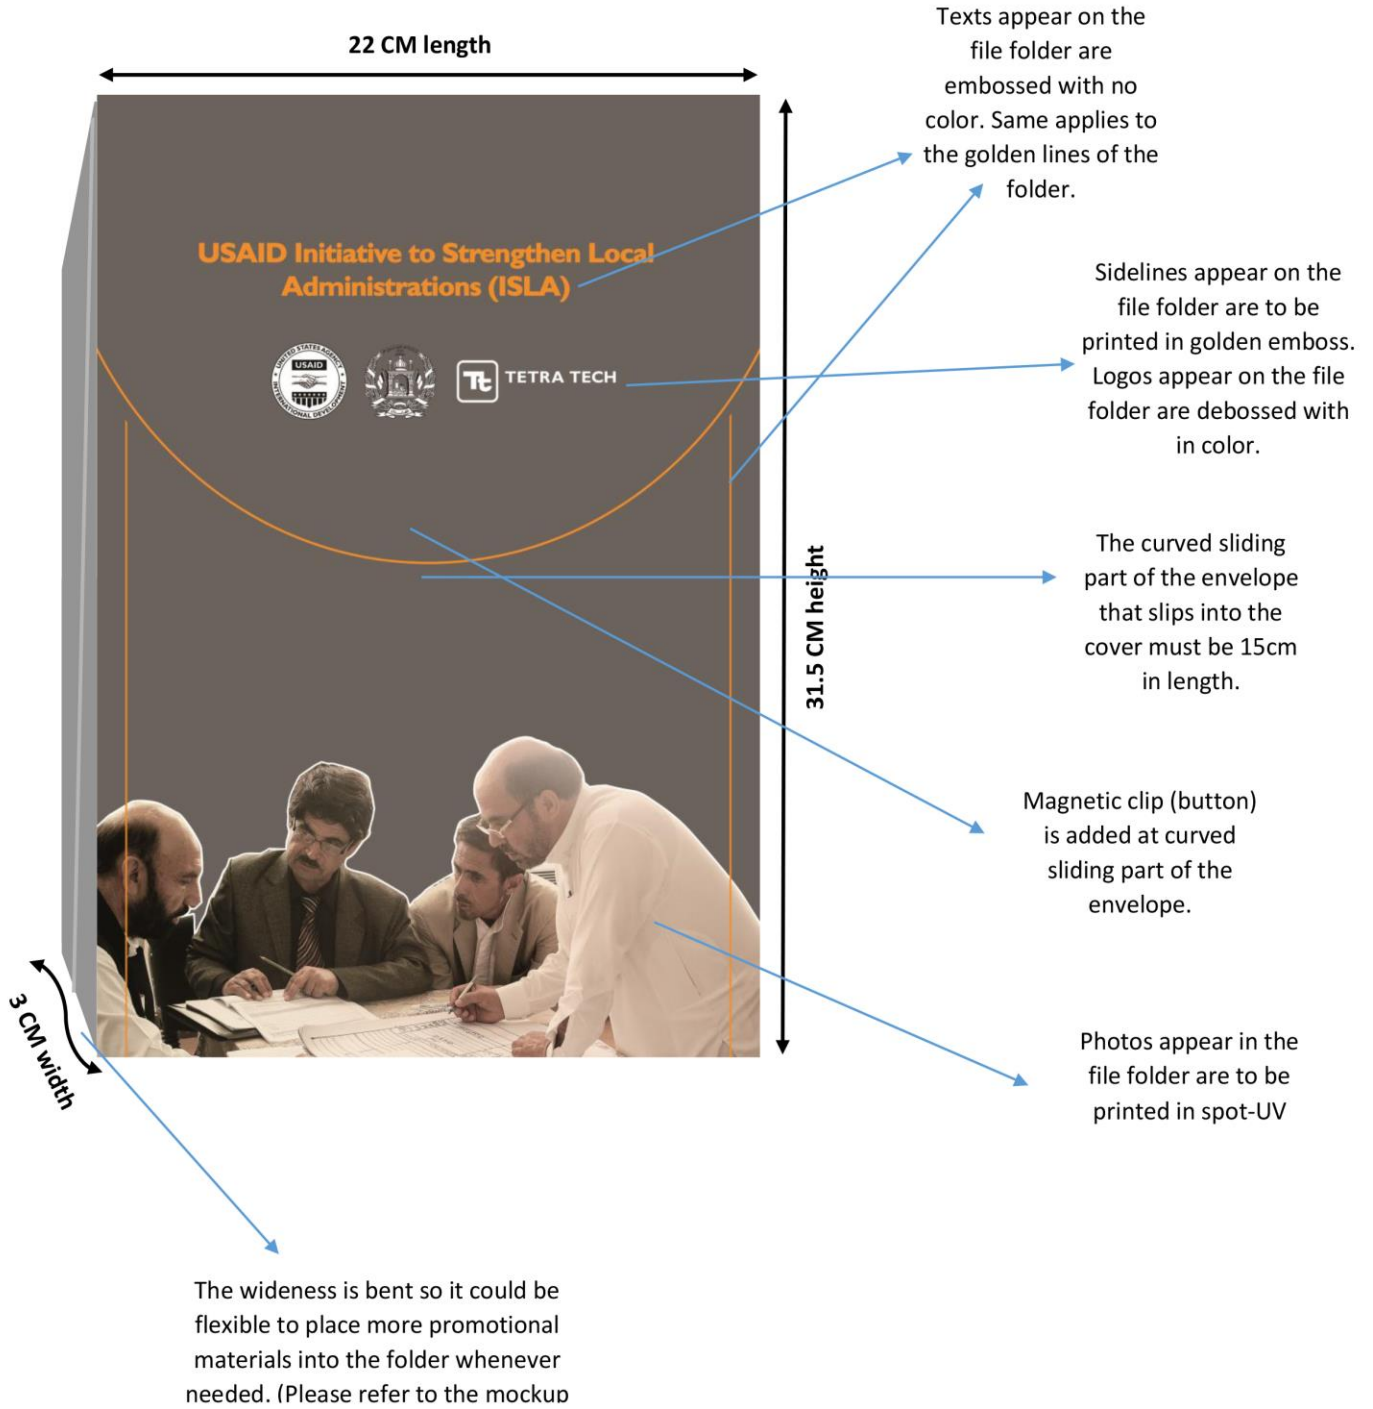 22 CM length
Texts appear on the
file folder are
embossed with no
color. Same applies to
the golden lines of the
folder.
USAID Initiative to Strengthen Local
Administrations (ISLA)
UNITED STATES AGENCY
USAID
INTERNATIONAL DEVELOPMENT
Tt TETRA TECH
Sidelines appear on the
file folder are to be
printed in golden emboss.
Logos appear on the file
folder are debossed with
in color.
31.5 CM height
The curved sliding
part of the envelope
that slips into the
cover must be 15cm
in length.
Magnetic clip (button)
is added at curved
sliding part of the
envelope.
3 CM width
Photos appear in the
file folder are to be
printed in spot-UV
The wideness is bent so it could be
flexible to place more promotional
materials into the folder whenever
needed. (Please refer to the mockup